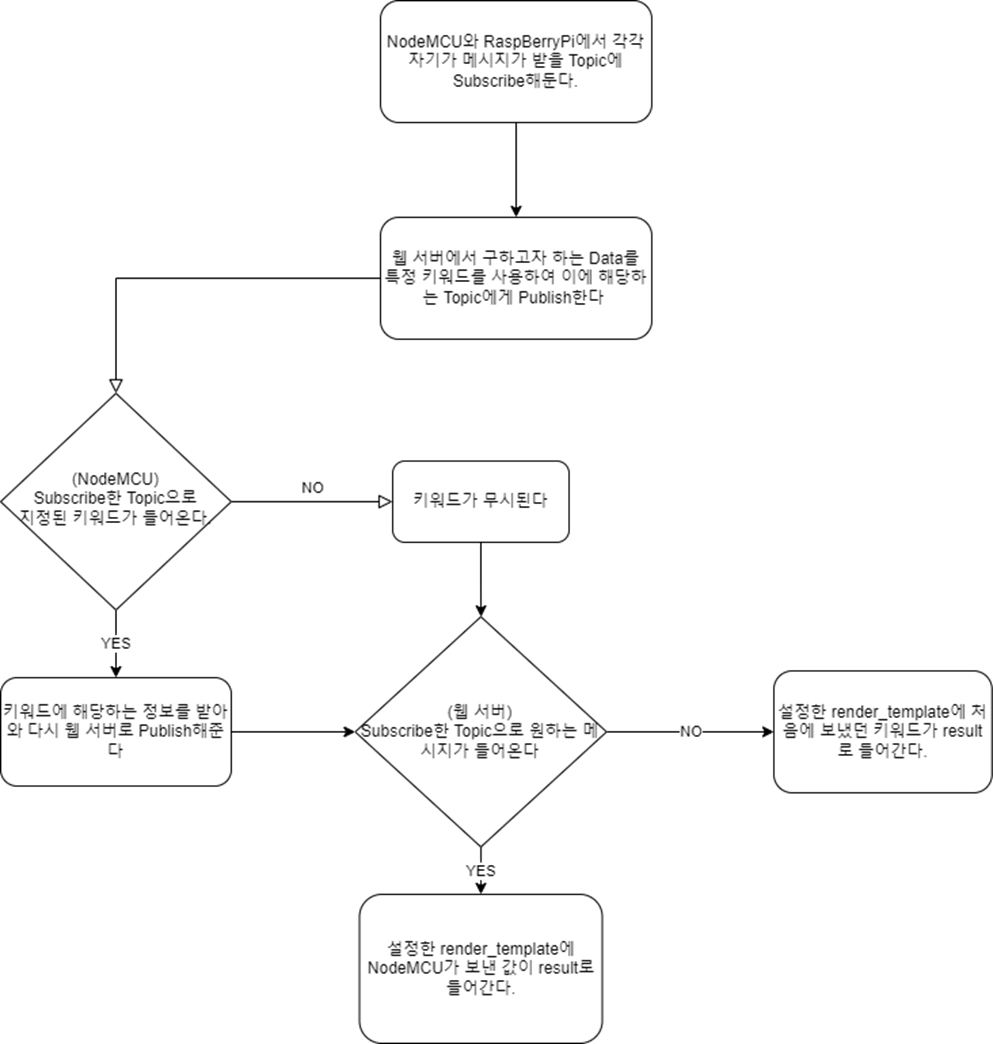 NodeMCU와 RaspBerryPi에서 각각
자기가 메시지가 받을 Topic에
Subscribe해둔다.
웹 서버에서 구하고자 하는 Data를
특정 키워드를 사용하여 이에 해당하
는 Topic에게 Publish한다
(NodeMCU)
Subscribe한 Topic으로
지정된 키워드가 들어온다.
NO
키워드가 무시된다
YES
키워드에 해당하는 정보를 받아
와 다시 웹 서버로 Publish해준
다
(웹 서버)
Subscribe한 Topic으로 원하는 메
시지가 들어온다
NO
설정한 render_template에 처
음에 보냈던 키워드가 result
로 들어간다.
YES
설정한 render_template에
NodeMCU가 보낸 값이 result로
들어간다.